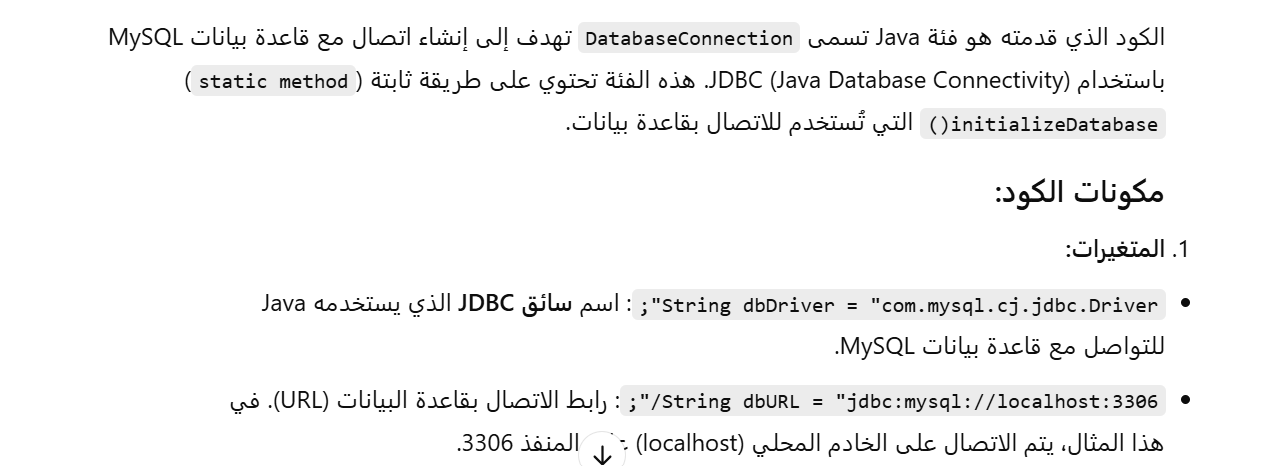 الكود الذي قدمته هو فئة Java تسمى DatabaseConnection تهدف إلى إنشاء اتصال مع قاعدة بيانات MySQL
باستخدام JDBC (Java Database Connectivity). هذه الفئة تحتوي على طريقة ثابتة (static method)
initializeDatabase() التي تُستخدم للاتصال بقاعدة بيانات.
مكونات الكود:
1. المتغيرات:
• String dbDriver = "com.mysql.cj.jdbc.Driver"; : اسم سائق JDBC الذي يستخدمه Java
للتواصل مع قاعدة بيانات MySQL.
• String dbURL = "jdbc:mysql://localhost:3306/"; : رابط الاتصال بقاعدة البيانات (URL). في
هذا المثال، يتم الاتصال على الخادم المحلي (localhost) المنفذ 3306.